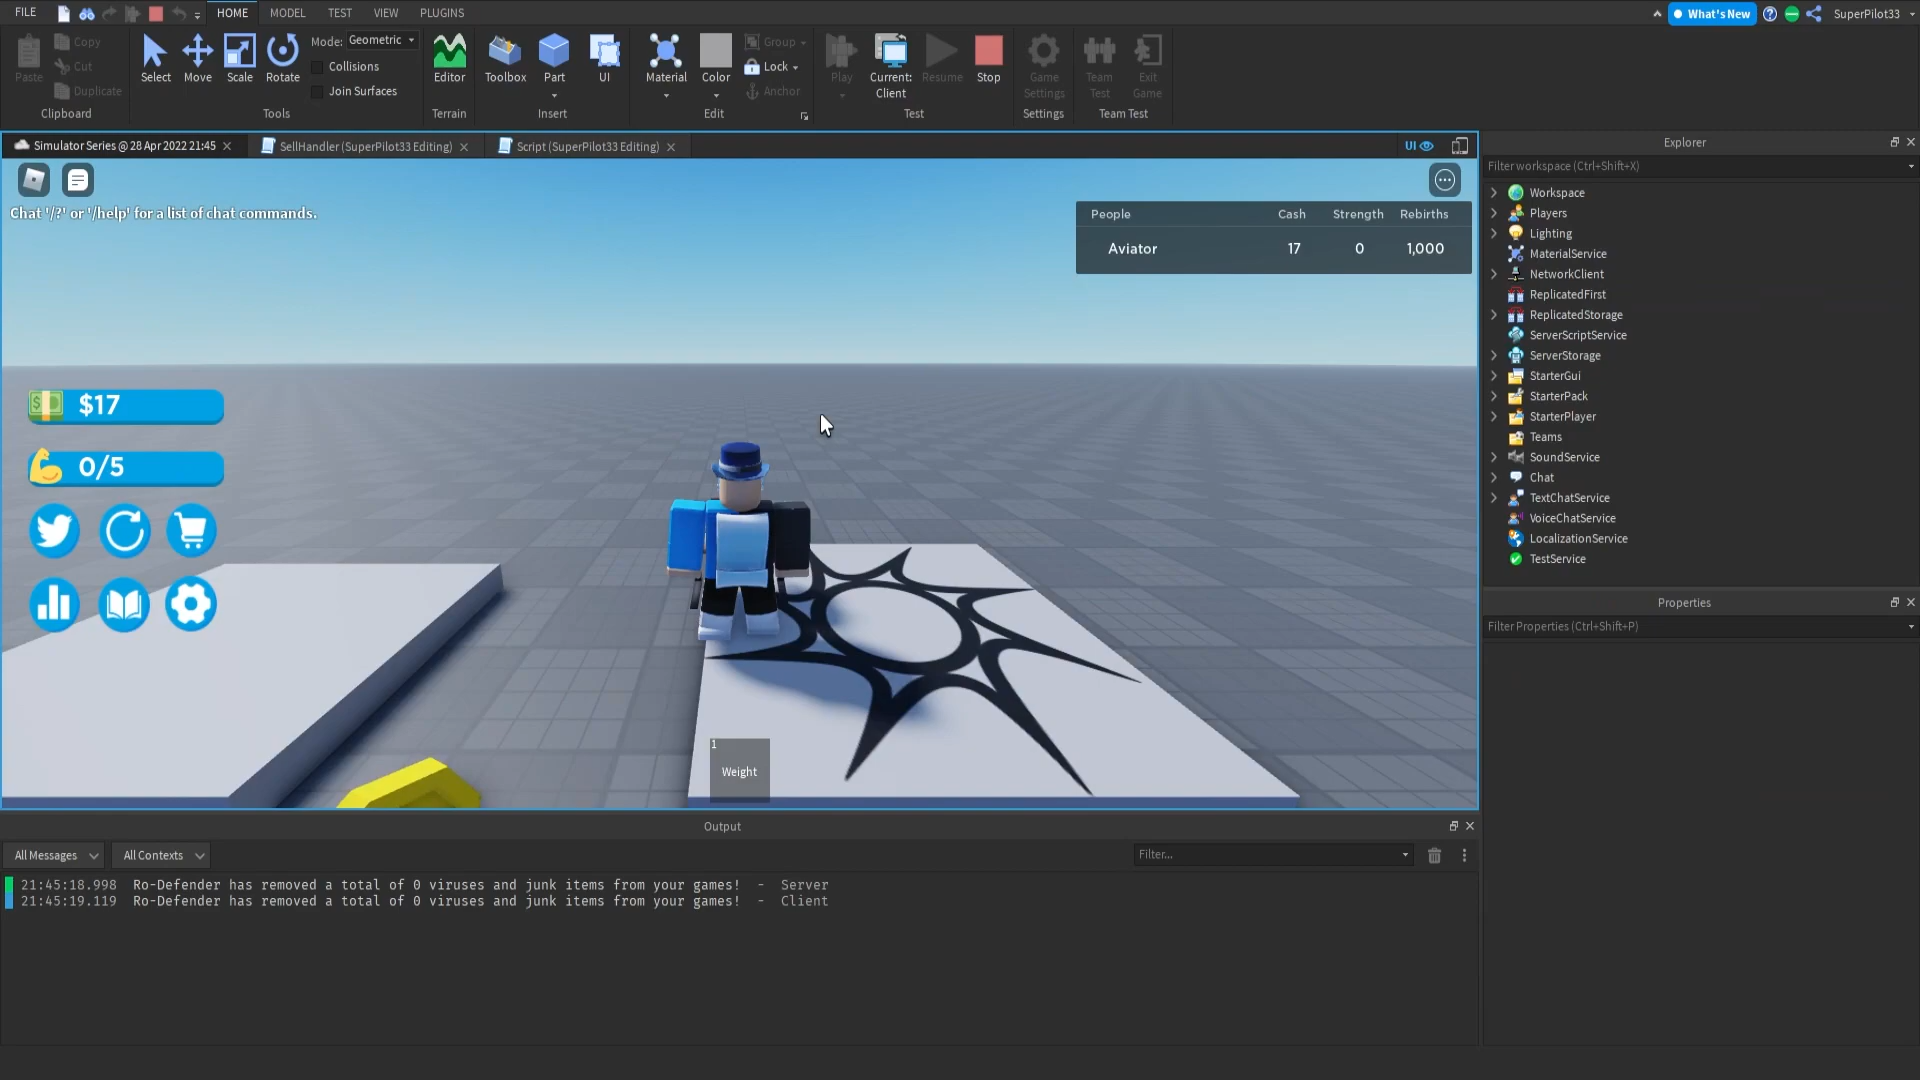 FILE HOME MODEL TEST VIEW PLUGINS What's New SuperPilot33
Paste Copy Cut Duplicate Clipboard
Select Move Scale Rotate Mode: Geometric Collisions Join Surfaces Tools
Editor Terrain
Toolbox Part UI Insert
Material Color Group Lock Anchor Edit
Play Current: Client Resume Stop Test
Game Settings Settings
Team Test Exit Game Team Test
Simulator Series @ 28 Apr 2022 21:45 SellHandler (SuperPilot33 Editing) Script (SuperPilot33 Editing) UI
Chat '/?' or '/help' for a list of chat commands.
People Cash Strength Rebirths
Aviator 17 0 1,000
$17
0/5
1
Weight
Explorer
Filter workspace (Ctrl+Shift+X)
Workspace
Players
Lighting
MaterialService
NetworkClient
ReplicatedFirst
ReplicatedStorage
ServerScriptService
ServerStorage
StarterGui
StarterPack
StarterPlayer
Teams
SoundService
Chat
TextChatService
VoiceChatService
LocalizationService
TestService
Properties
Filter Properties (Ctrl+Shift+P)
Output
All Messages All Contexts Filter...
21:45:18.998 Ro-Defender has removed a total of 0 viruses and junk items from your games! - Server
21:45:19.119 Ro-Defender has removed a total of 0 viruses and junk items from your games! - Client